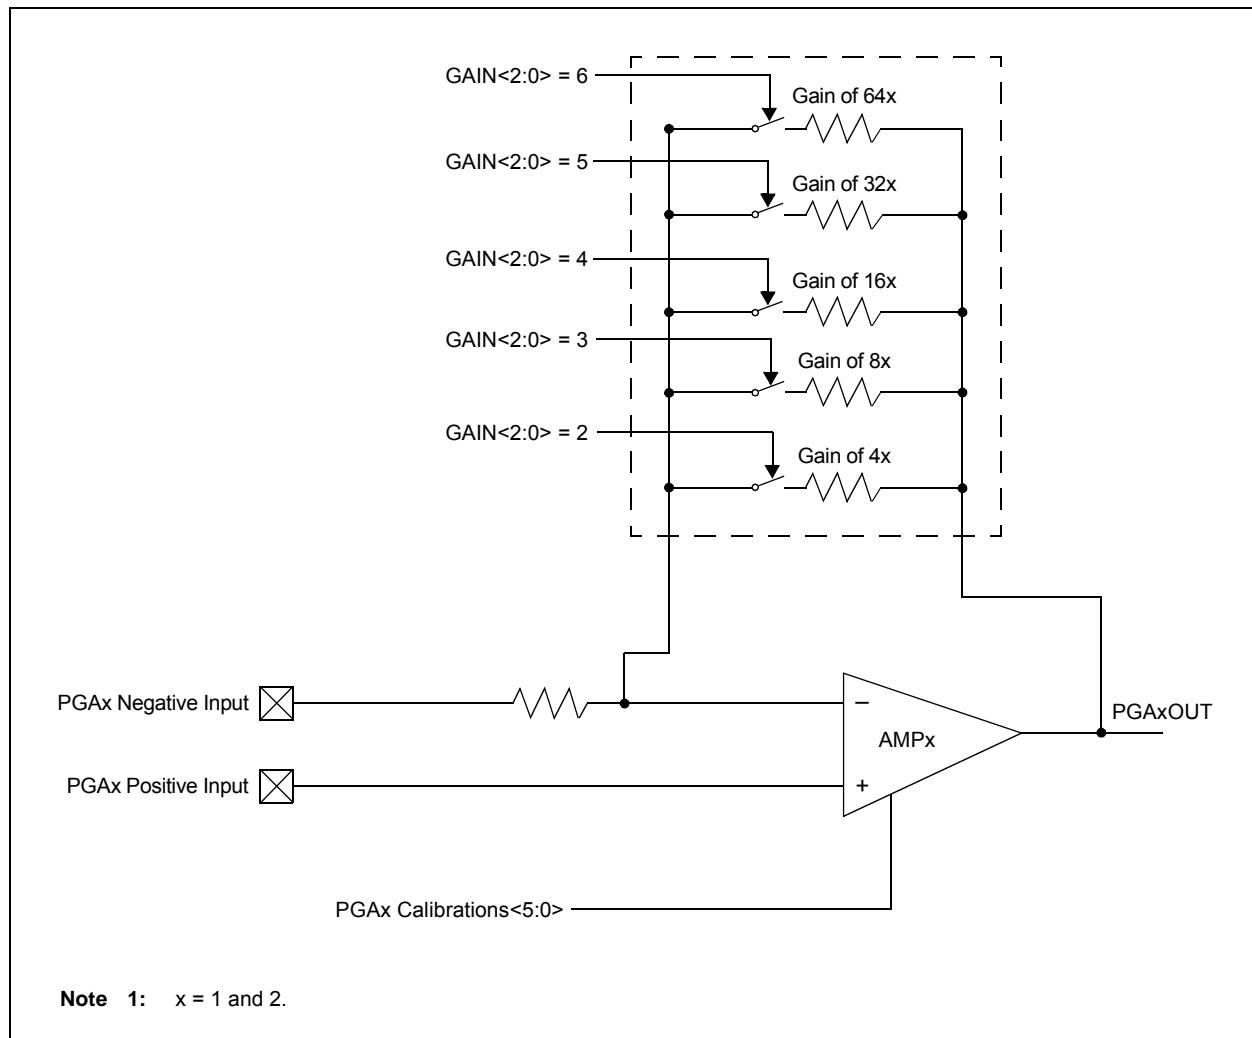 GAIN<2:0> = 6
Gain of 64x
GAIN<2:0> = 5
Gain of 32x
GAIN<2:0> = 4
Gain of 16x
GAIN<2:0> = 3
Gain of 8x
GAIN<2:0> = 2
Gain of 4x
PGAx Negative Input
–
PGAxOUT
AMPx
PGAx Positive Input
+
PGAx Calibrations<5:0>
Note 1: x = 1 and 2.